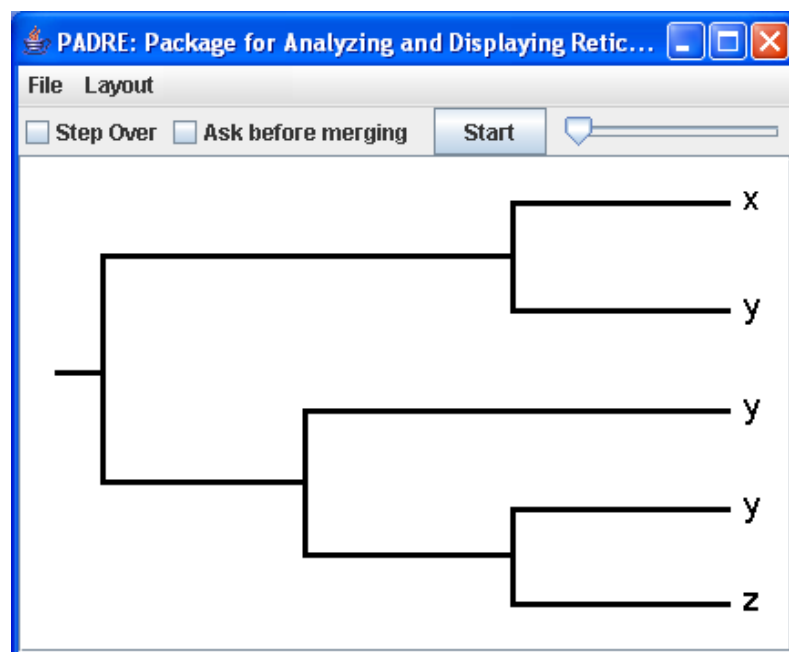 PADRE: Package for Analyzing and Displaying Retic...
File Layout
Step Over Ask before merging Start
x
y
y
y
z